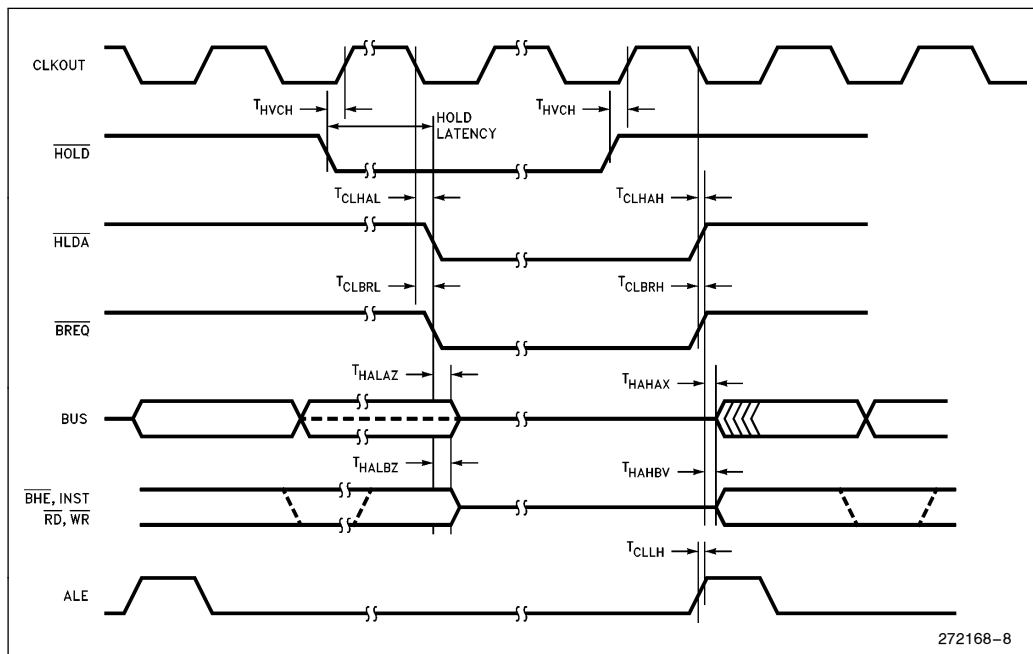 CLKOUT
THVCH
HOLD
LATENCY
THVCH
HOLD
TCLHAL
TCLHAH
HLDA
TCLBRL
TCLBRH
BREQ
THALAZ
THAHAX
BUS
THALBZ
THAHBV
BHE, INST
RD, WR
TCLLH
ALE
272168–8